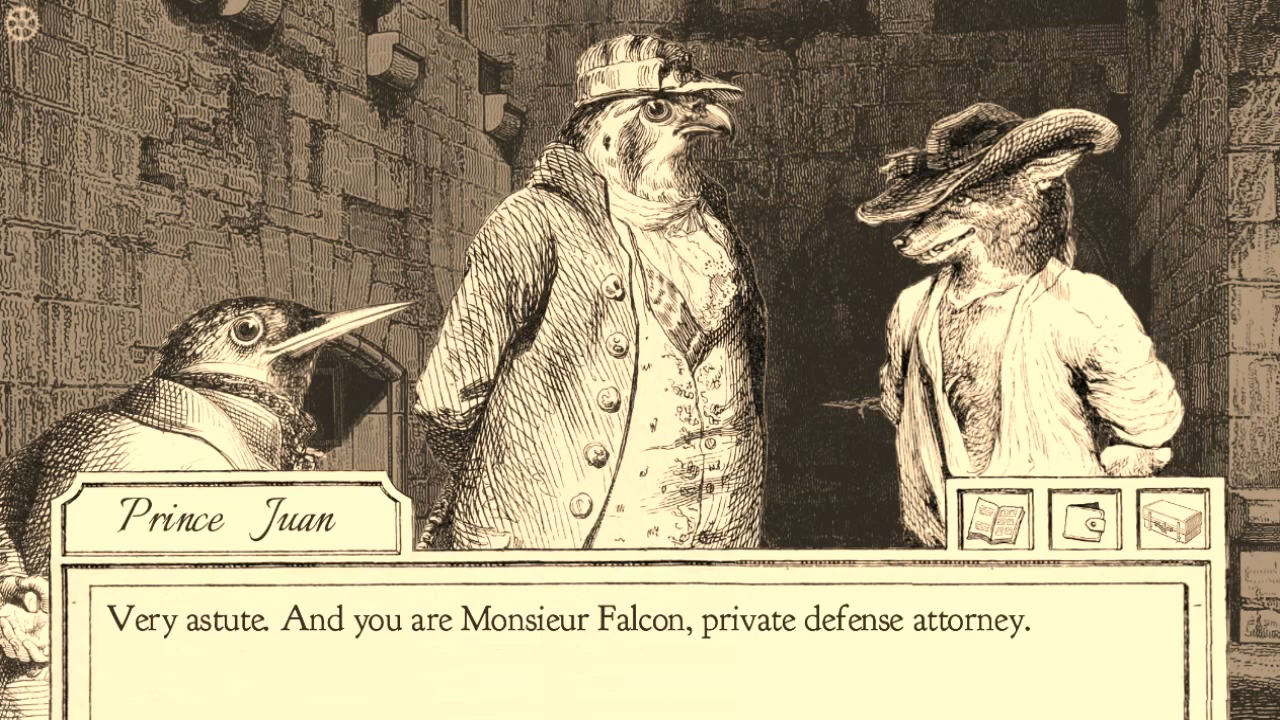 Prince Juan
Very astute. And you are Monsieur Falcon, private defense attorney.